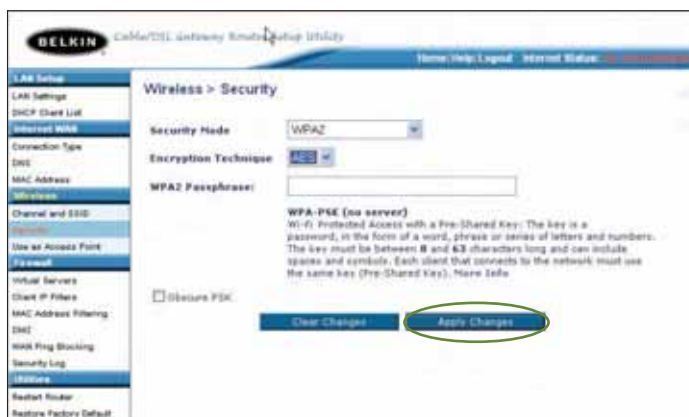 BELKIN
Cable/DSL Gateway Router Setup Utility
Home|Help|Logout Internet Status:
LAN Setup
LAN Settings
DHCP Client List
Internet WAN
Connection Type
DNS
MAC Address
Wireless
Channel and SSID
Security
Use as Access Point
Firewall
Virtual Servers
Client IP Filters
MAC Address Filtering
DMZ
WAN Ping Blocking
Security Log
Utilities
Restart Router
Restore Factory Default
Wireless > Security
Security Mode
WPA2
Encryption Technique
AES
WPA2 Passphrase:
WPA-PSK (no server)
Wi-Fi Protected Access with a Pre-Shared Key: The key is a
password, in the form of a word, phrase or series of letters and numbers.
The key must be between 8 and 63 characters long and can include
spaces and symbols. Each client that connects to the network must use
the same key (Pre-Shared Key). More Info
Obscure PSK
Clear Changes
Apply Changes